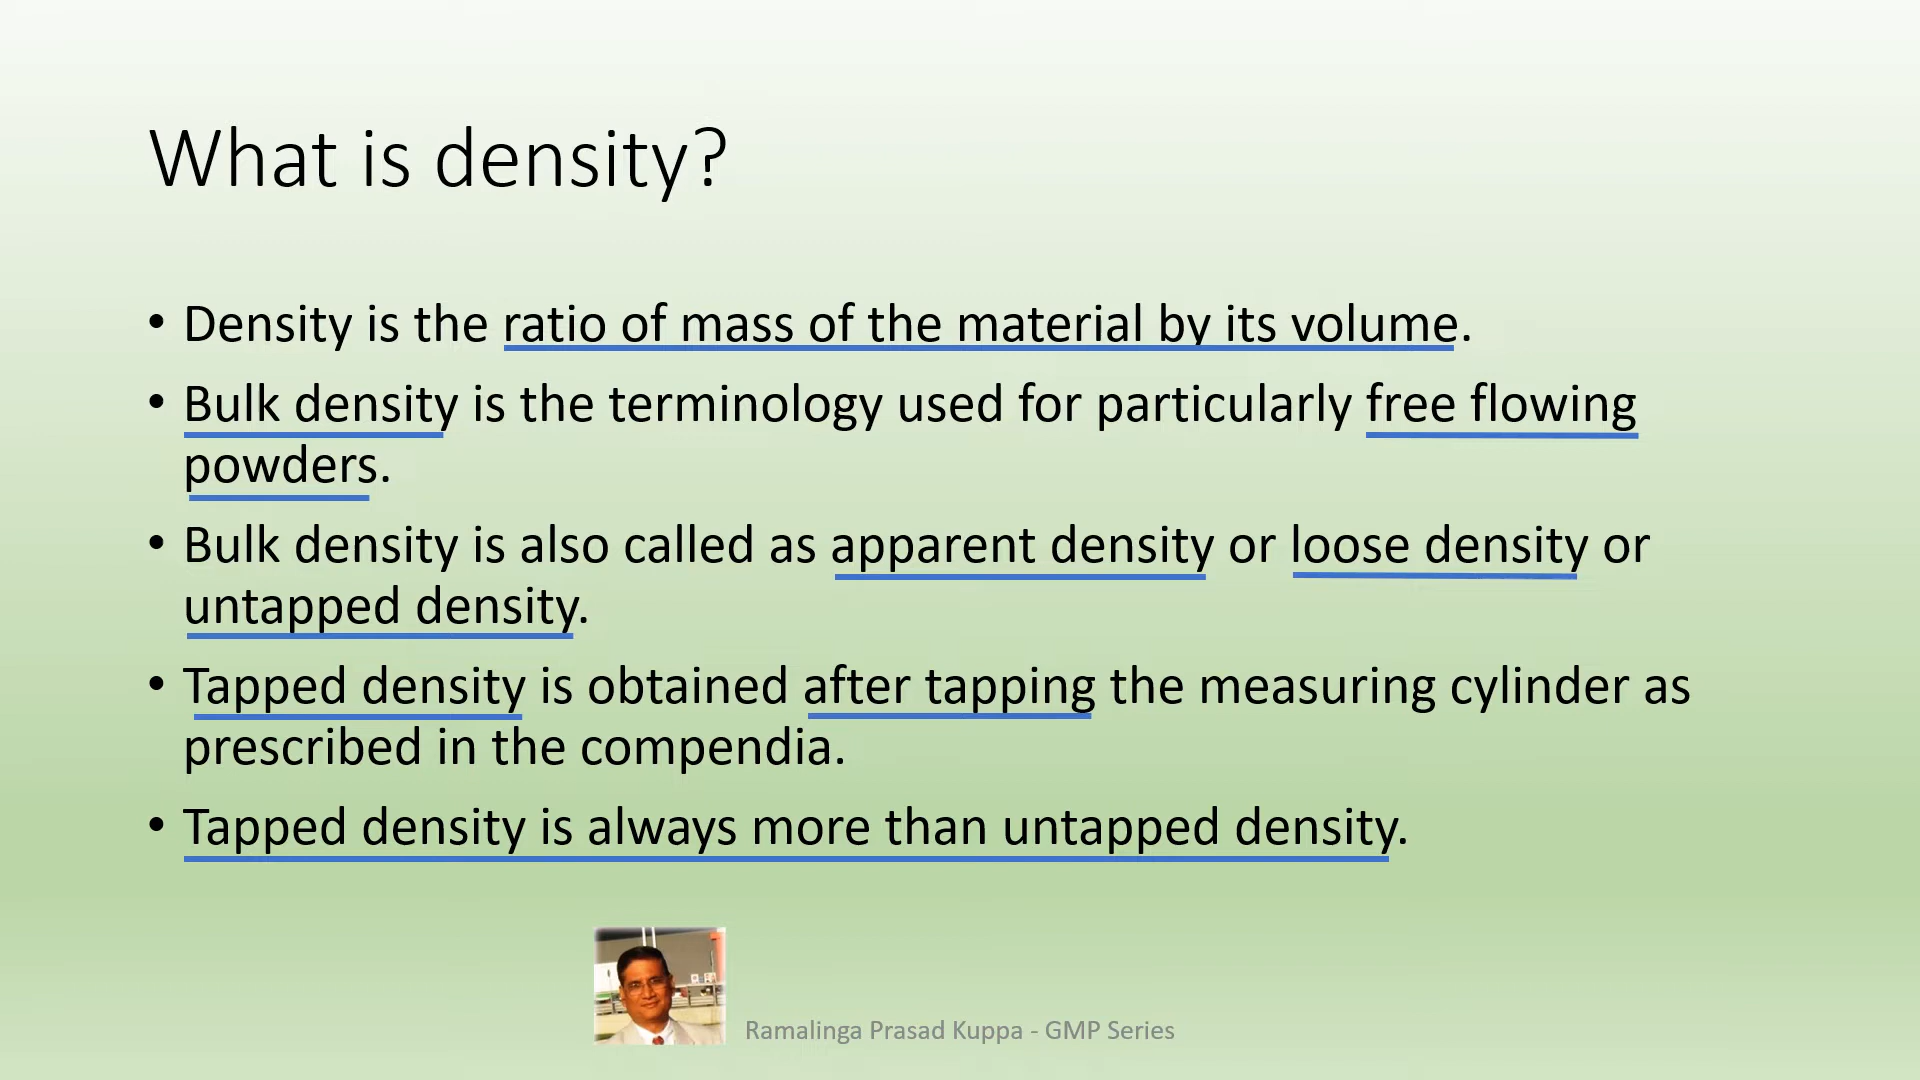 What is density?
• Density is the ratio of mass of the material by its volume.
• Bulk density is the terminology used for particularly free flowing
powders.
• Bulk density is also called as apparent density or loose density or
untapped density.
• Tapped density is obtained after tapping the measuring cylinder as
prescribed in the compendia.
• Tapped density is always more than untapped density.
Ramalinga Prasad Kuppa - GMP Series